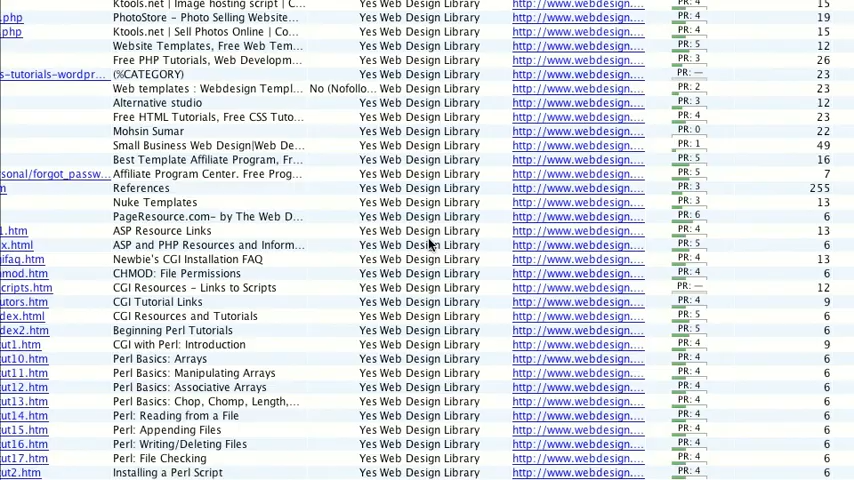 Ktools.net | Image hosting script | C... Yes Web Design Library http://www.webdesign.... PR: 4 15
.php PhotoStore - Photo Selling Website... Yes Web Design Library http://www.webdesign.... PR: 4 19
.php Ktools.net | Sell Photos Online | Co... Yes Web Design Library http://www.webdesign.... PR: 4 15
Website Templates, Free Web Tem... Yes Web Design Library http://www.webdesign.... PR: 5 12
Free PHP Tutorials, Web Developm... Yes Web Design Library http://www.webdesign.... PR: 3 26
s-tutorials-wordpr... (%CATEGORY) Yes Web Design Library http://www.webdesign.... PR: — 23
Web templates : Webdesign Templ... No (Nofollo... Web Design Library http://www.webdesign.... PR: 2 23
Alternative studio Yes Web Design Library http://www.webdesign.... PR: 3 12
Free HTML Tutorials, Free CSS Tuto... Yes Web Design Library http://www.webdesign.... PR: 4 23
Mohsin Sumar Yes Web Design Library http://www.webdesign.... PR: 0 22
Small Business Web Design|Web De... Yes Web Design Library http://www.webdesign.... PR: 1 49
Best Template Affiliate Program, Fr... Yes Web Design Library http://www.webdesign.... PR: 5 16
rsonal/forgot_passw... Affiliate Program Center. Free Prog... Yes Web Design Library http://www.webdesign.... PR: 5 7
References Yes Web Design Library http://www.webdesign.... PR: 3 255
Nuke Templates Yes Web Design Library http://www.webdesign.... PR: 3 13
PageResource.com- by The Web D... Yes Web Design Library http://www.webdesign.... PR: 6 6
1.htm ASP Resource Links Yes Web Design Library http://www.webdesign.... PR: 4 13
x.html ASP and PHP Resources and Inform... Yes Web Design Library http://www.webdesign.... PR: 5 6
ifaq.htm Newbie's CGI Installation FAQ Yes Web Design Library http://www.webdesign.... PR: 4 13
mod.htm CHMOD: File Permissions Yes Web Design Library http://www.webdesign.... PR: 4 6
cripts.htm CGI Resources - Links to Scripts Yes Web Design Library http://www.webdesign.... PR: — 12
utors.htm CGI Tutorial Links Yes Web Design Library http://www.webdesign.... PR: 4 9
dex.html CGI Resources and Tutorials Yes Web Design Library http://www.webdesign.... PR: 5 6
dex2.htm Beginning Perl Tutorials Yes Web Design Library http://www.webdesign.... PR: 5 6
ut1.htm CGI with Perl: Introduction Yes Web Design Library http://www.webdesign.... PR: 4 9
ut10.htm Perl Basics: Arrays Yes Web Design Library http://www.webdesign.... PR: 4 6
ut11.htm Perl Basics: Manipulating Arrays Yes Web Design Library http://www.webdesign.... PR: 4 6
ut12.htm Perl Basics: Associative Arrays Yes Web Design Library http://www.webdesign.... PR: 4 6
ut13.htm Perl Basics: Chop, Chomp, Length,... Yes Web Design Library http://www.webdesign.... PR: 4 6
ut14.htm Perl: Reading from a File Yes Web Design Library http://www.webdesign.... PR: 4 6
ut15.htm Perl: Appending Files Yes Web Design Library http://www.webdesign.... PR: 4 6
ut16.htm Perl: Writing/Deleting Files Yes Web Design Library http://www.webdesign.... PR: 4 6
ut17.htm Perl: File Checking Yes Web Design Library http://www.webdesign.... PR: 4 6
ut2.htm Installing a Perl Script Yes Web Design Library http://www.webdesign.... PR: 4 6